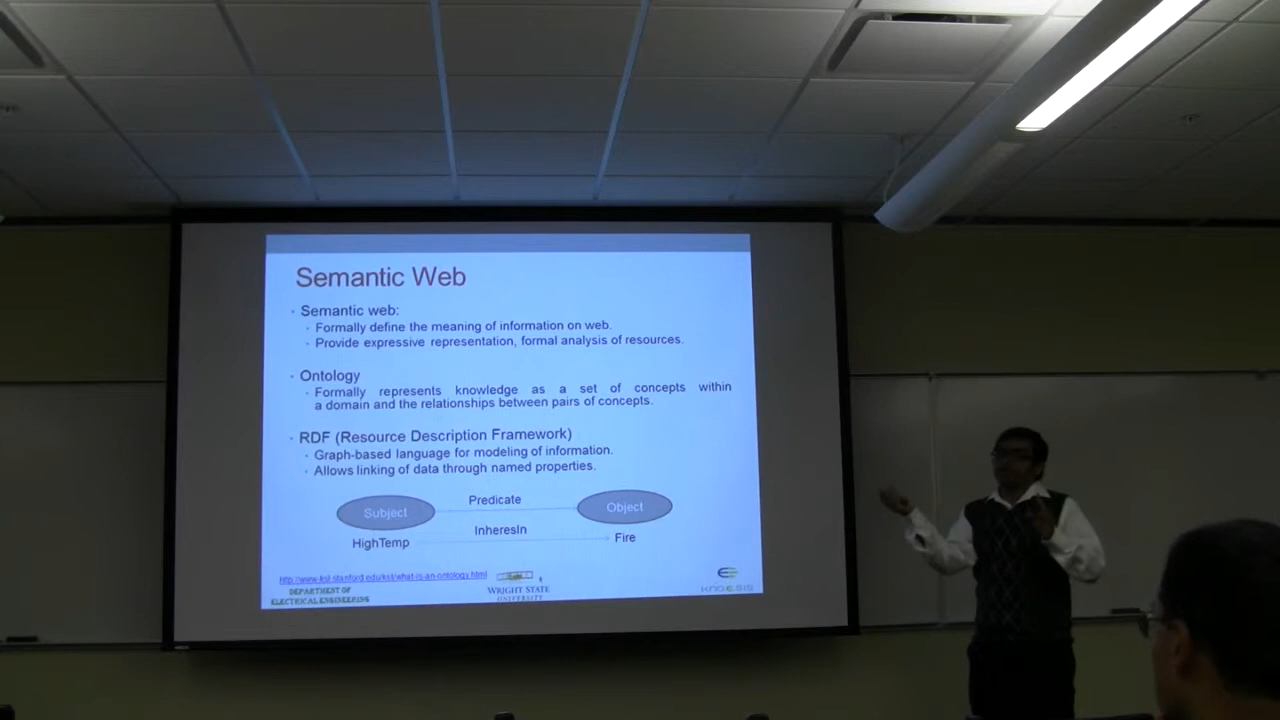 Semantic Web
Semantic web:
Formally define the meaning of information on web.
Provide expressive representation, formal analysis of resources.
Ontology
Formally represents knowledge as a set of concepts within
a domain and the relationships between pairs of concepts.
RDF (Resource Description Framework)
Graph-based language for modeling of information.
Allows linking of data through named properties.
Subject
Predicate
Object
HighTemp
InheresIn
Fire
http://www-ksl.stanford.edu/kst/what-is-an-ontology.html
DEPARTMENT OF
ELECTRICAL ENGINEERING
WRIGHT STATE
UNIVERSITY
kno.e.sis